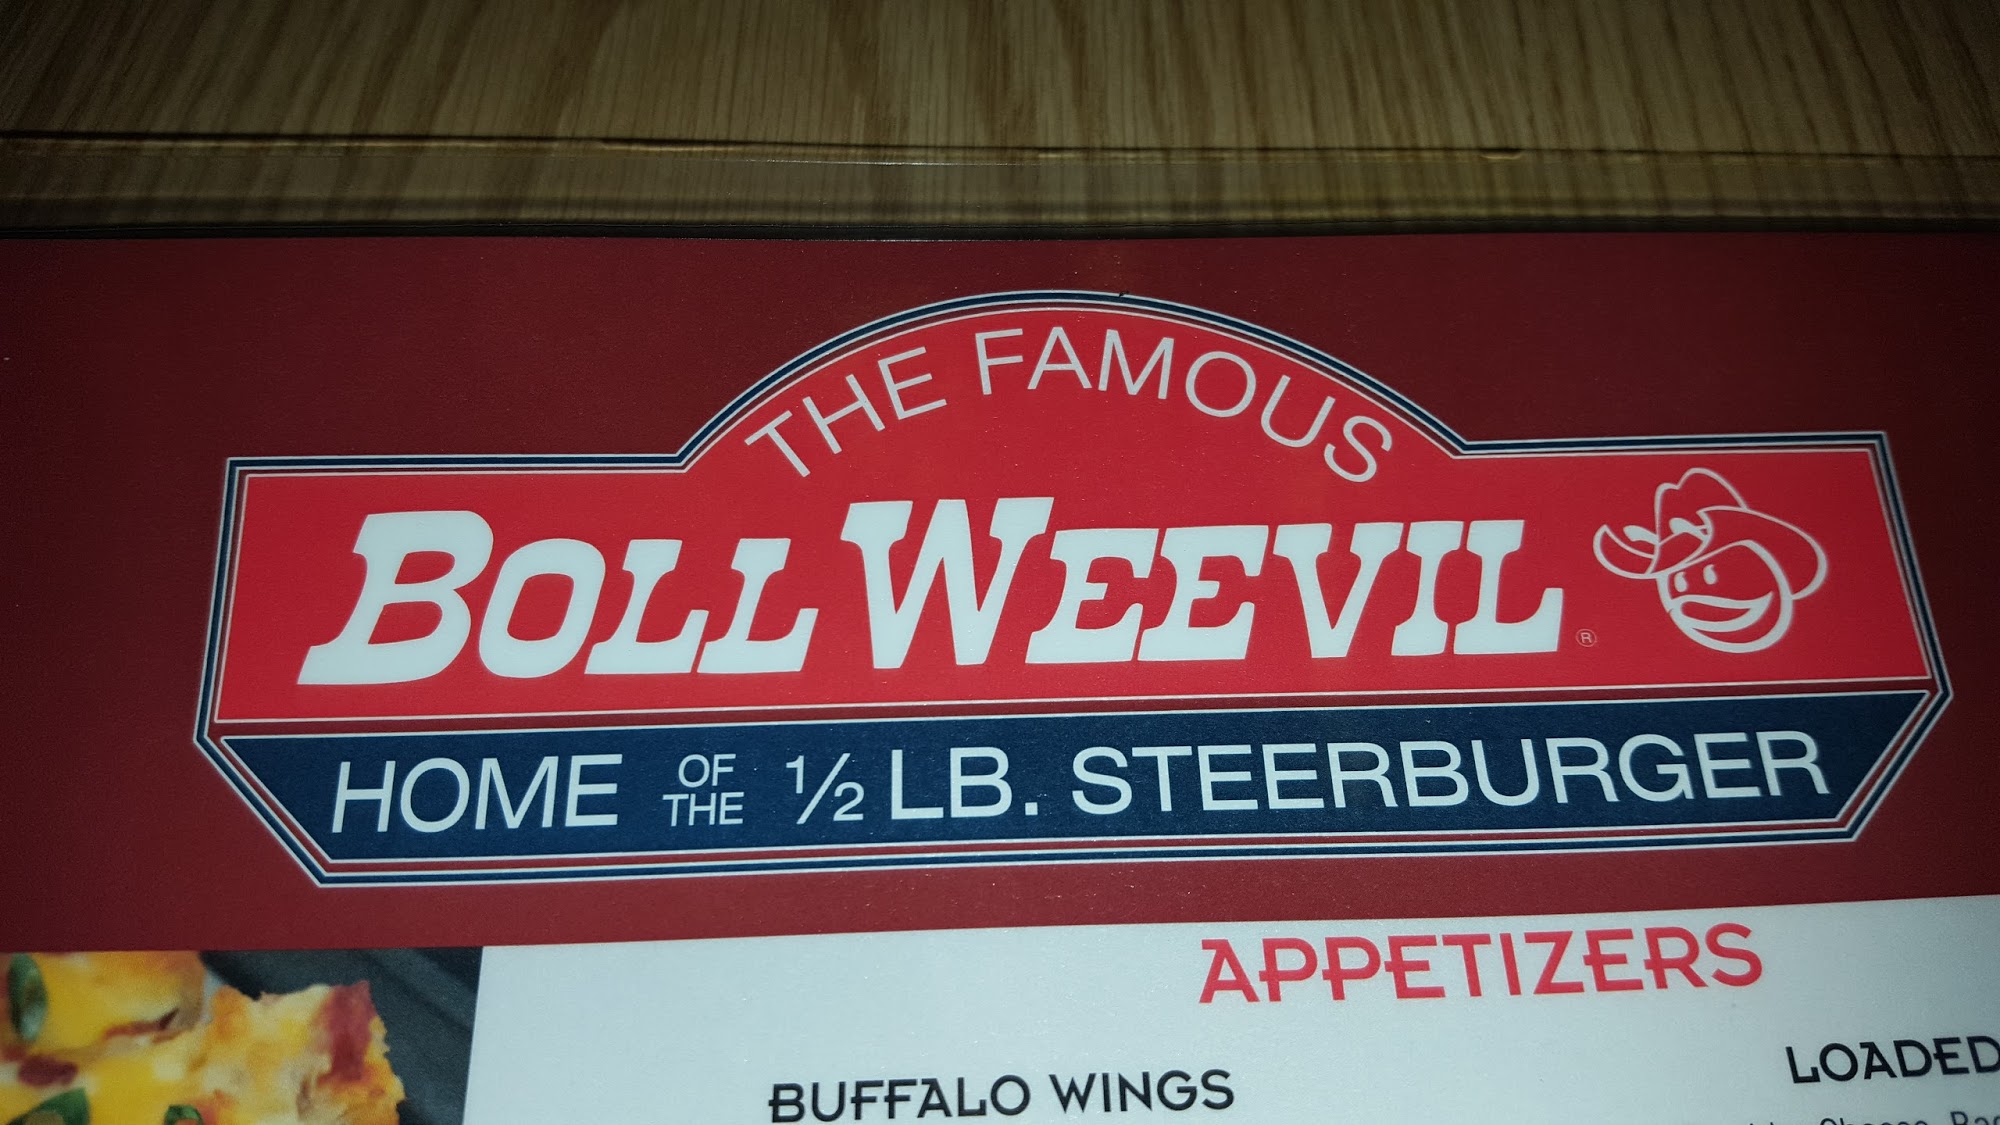 THE FAMOUS
BOLL WEEVIL ®
HOME OF THE ½ LB. STEERBURGER
APPETIZERS
BUFFALO WINGS
LOADED